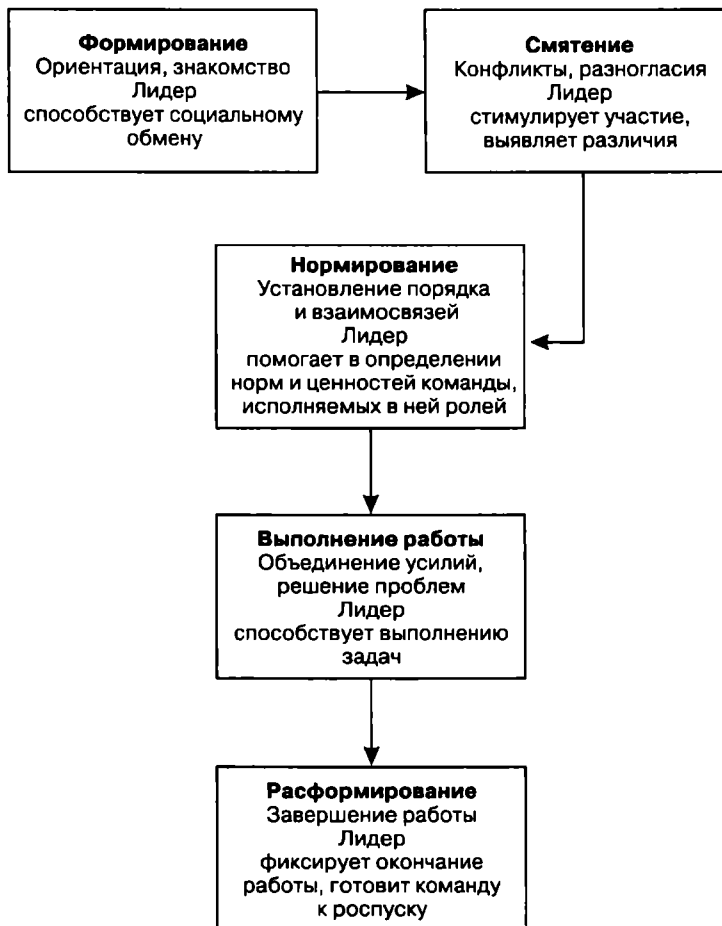 Формирование
Ориентация, знакомство
Лидер
способствует социальному
обмену
Смятение
Конфликты, разногласия
Лидер
стимулирует участие,
выявляет различия
Нормирование
Установление порядка
и взаимосвязей
Лидер
помогает в определении
норм и ценностей команды,
исполняемых в ней ролей
Выполнение работы
Объединение усилий,
решение проблем
Лидер
способствует выполнению
задач
Расформирование
Завершение работы
Лидер
фиксирует окончание
работы, готовит команду
к роспуску